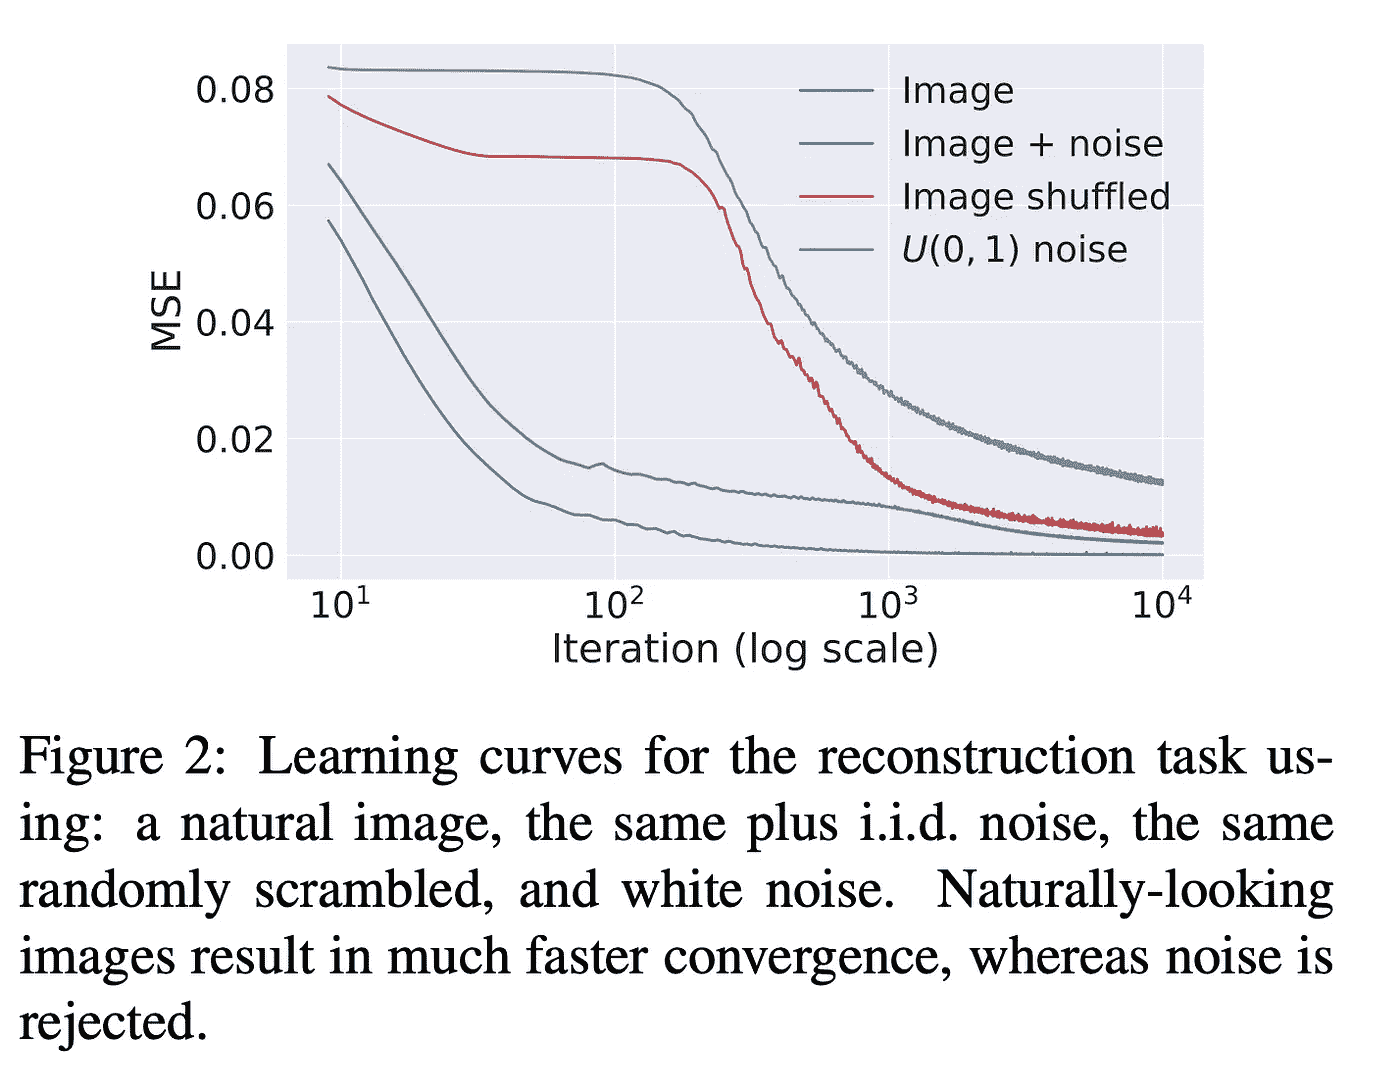 0.08
0.06
0.04
0.02
0.00
MSE
Image
Image + noise
Image shuffled
U(0, 1) noise
10¹ 10² 10³ 10⁴
Iteration (log scale)
Figure 2: Learning curves for the reconstruction task us-
ing: a natural image, the same plus i.i.d. noise, the same
randomly scrambled, and white noise. Naturally-looking
images result in much faster convergence, whereas noise is
rejected.